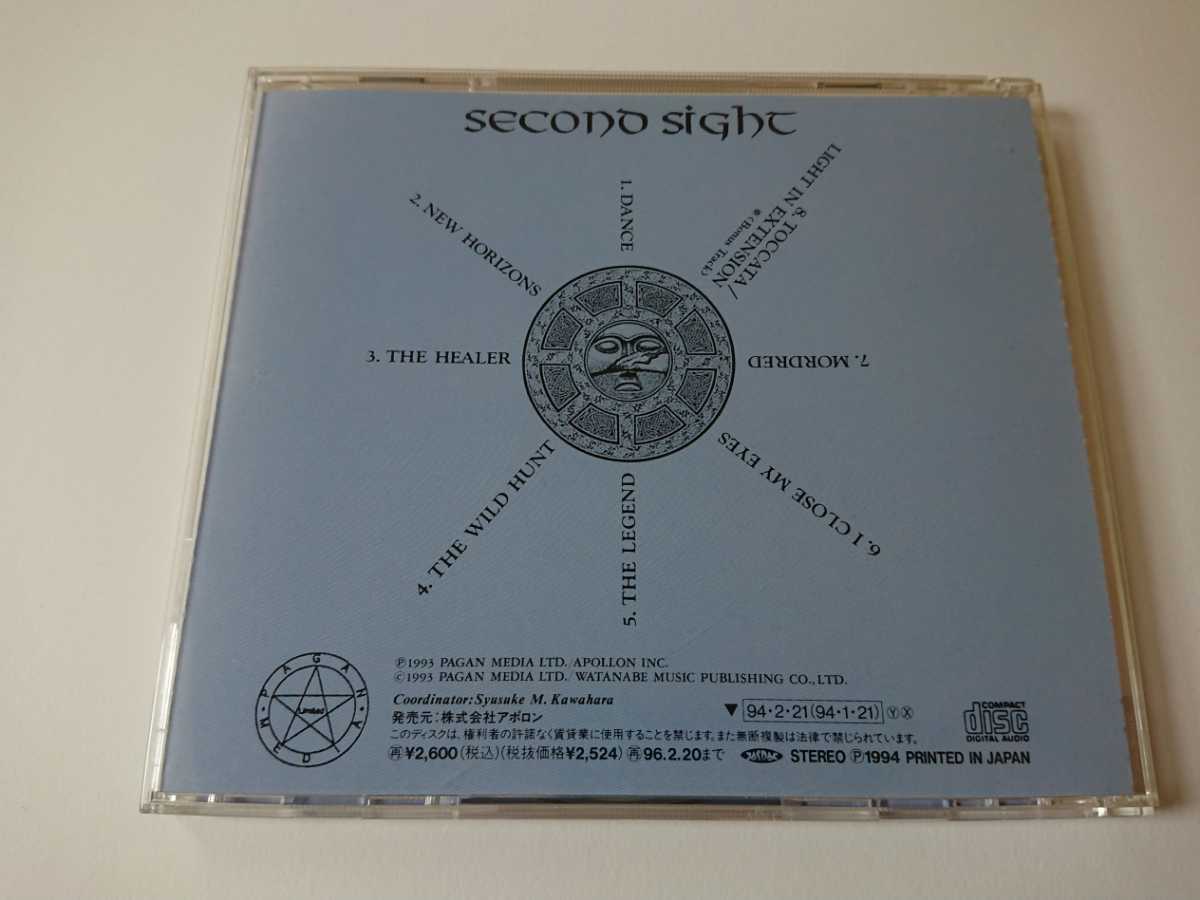 second sight
1. DANCE
2. NEW HORIZONS
3. THE HEALER
4. THE WILD HUNT
5. THE LEGEND
6. I CLOSE MY EYES
7. MORDRED
8. TOCCATA/
LIGHT IN EXTENSION
※<Bonus Track>
PAGAN MEDIA
℗1993 PAGAN MEDIA LTD./APOLLON INC.
©1993 PAGAN MEDIA LTD./WATANABE MUSIC PUBLISHING CO.,LTD.
Coordinator:Syusuke M. Kawahara
発売元:株式会社アポロン
このディスクは、権利者の許諾なく賃貸業に使用することを禁じます。また無断複製は法律で禁じられています。
▼94・2・21(94・1・21)ⓎⓍ
COMPACT
disc
DIGITAL AUDIO
㊢¥2,600(税込)(税抜価格¥2,524)㊢96.2.20まで
JASRAC STEREO ℗1994 PRINTED IN JAPAN